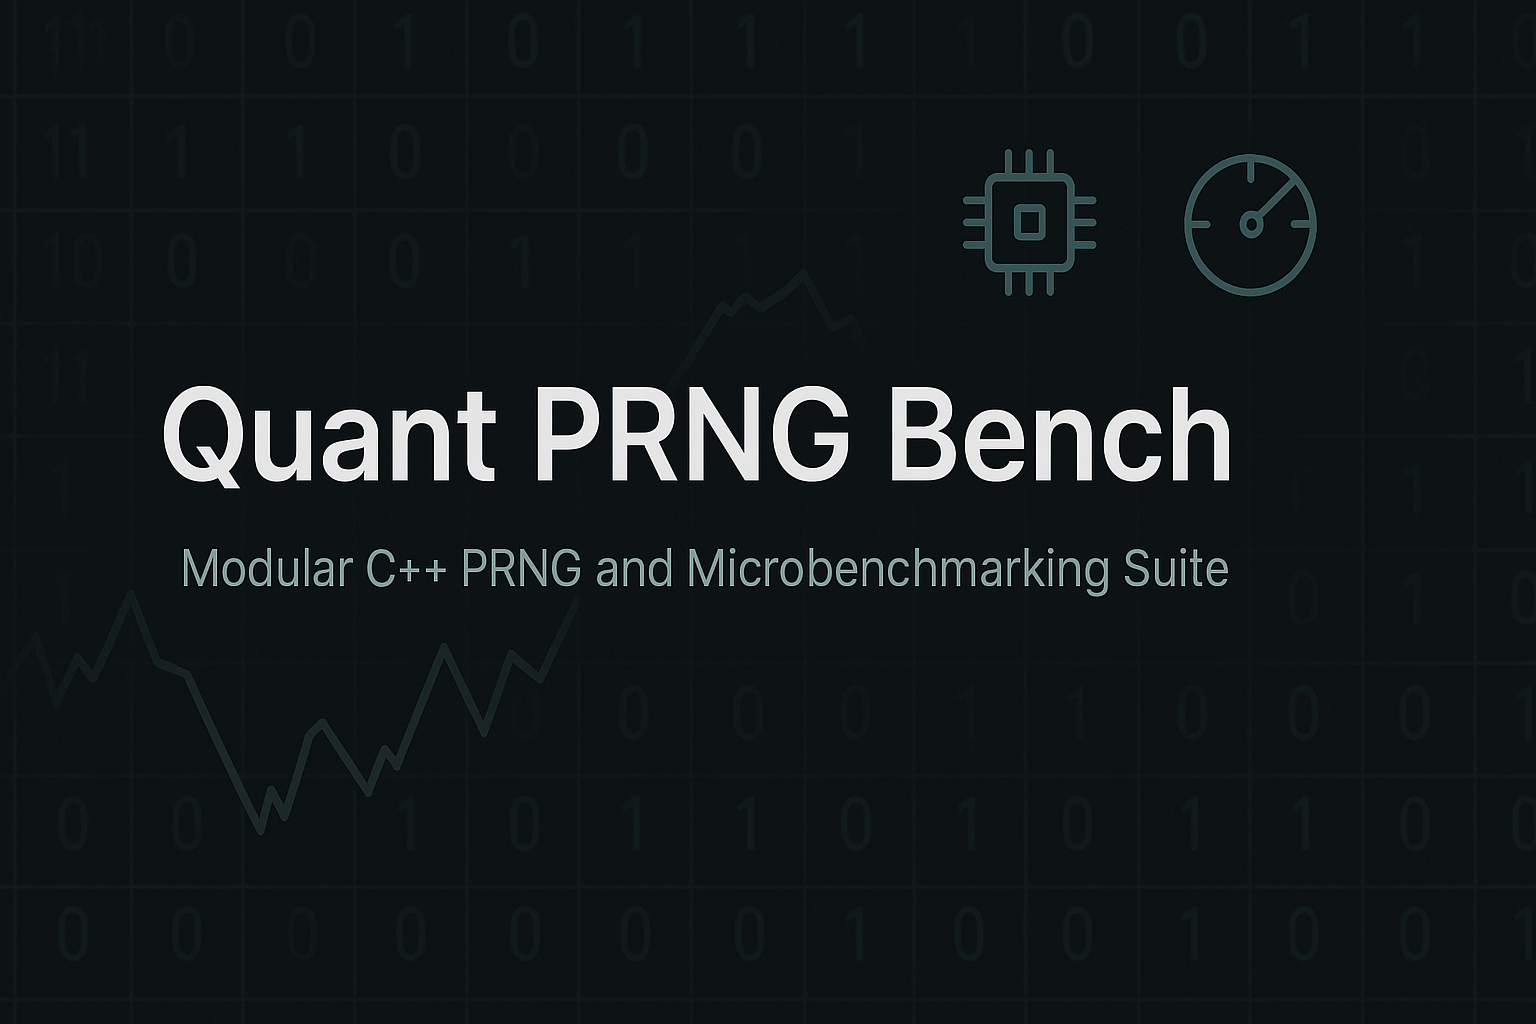 Quant PRNG Bench
Modular C++ PRNG and Microbenchmarking Suite